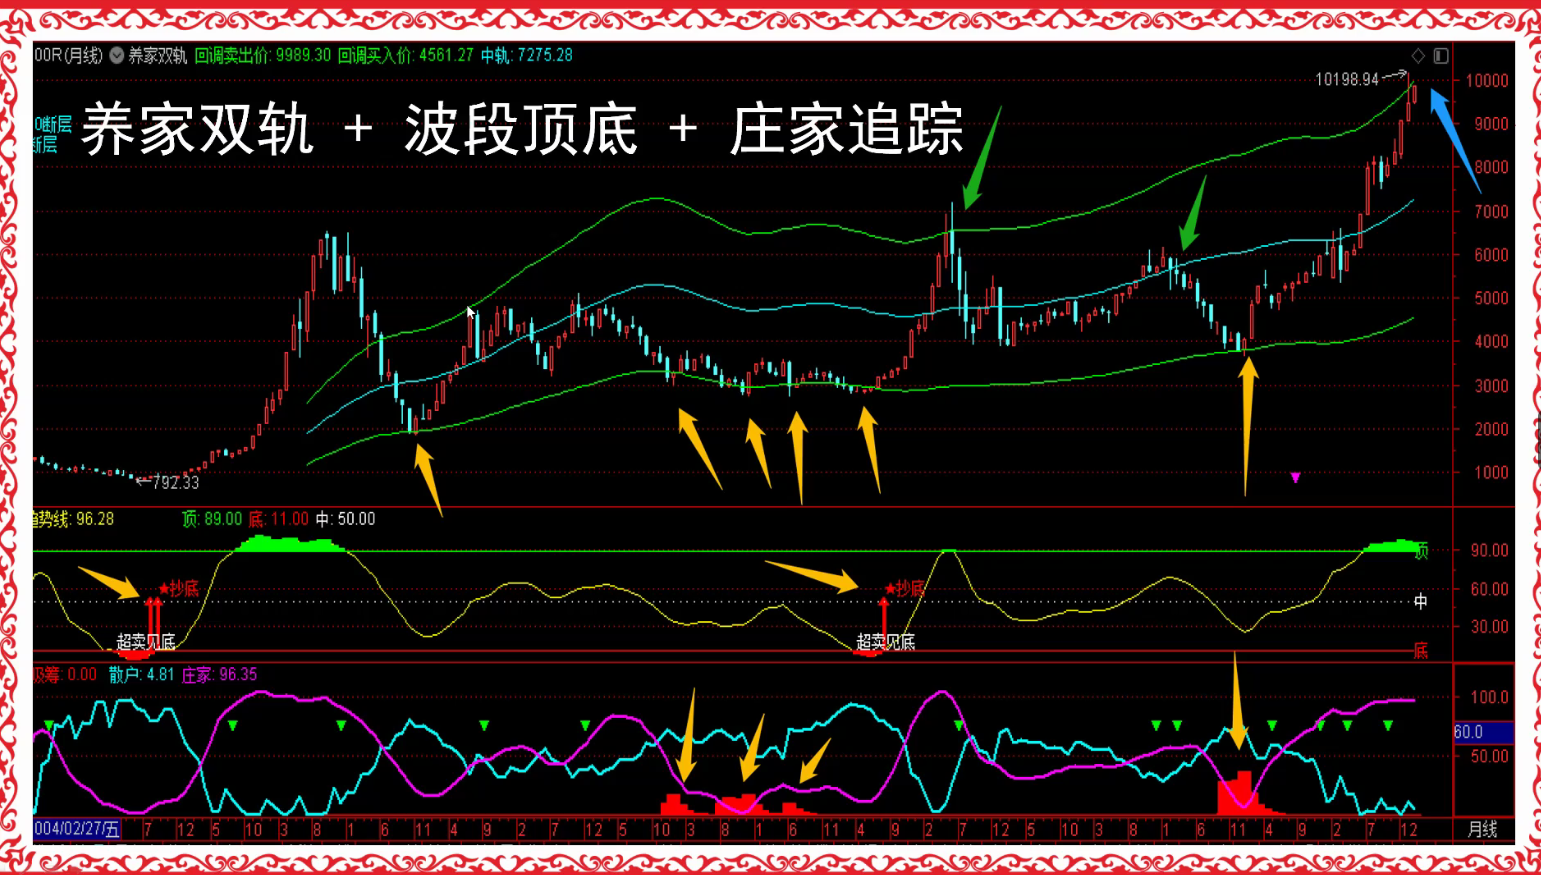 00R(月线) 养家双轨 回调卖出价: 9989.30 回调买入价: 4561.27 中轨: 7275.28
10198.94
10000
0断层
断层
养家双轨 + 波段顶底 + 庄家追踪
9000
8000
7000
6000
5000
4000
3000
2000
1000
792.33
趋势线: 96.28 顶: 89.00 底: 11.00 中: 50.00
90.00
顶
★抄底 ★抄底
60.00
中
30.00
超卖见底 超卖见底
底
吸筹: 0.00 散户: 4.81 庄家: 96.35
100.0
60.0
50.00
004/02/27/五 7 12 5 10 3 8 1 6 11 4 9 2 7 12 5 10 3 8 1 6 11 4 9 2 7 12 5 10 3 8 1 6 11 4 9 2 7 12 月线